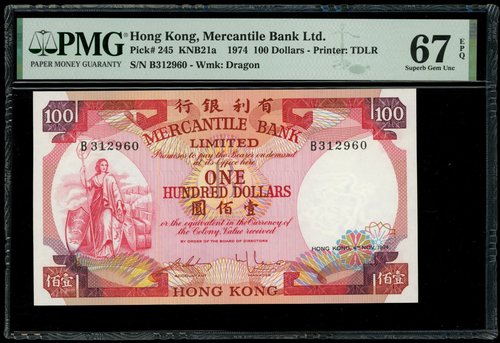 PMG
PAPER MONEY GUARANTY
Hong Kong, Mercantile Bank Ltd.
Pick# 245 KNB21a 1974 100 Dollars - Printer: TDLR
S/N B312960 - Wmk: Dragon
67 EPQ
Superb Gem Unc
100
行銀利有
100
MERCANTILE BANK
LIMITED
B312960
B312960
Promises to pay the Bearer on demand
at its Office here
ONE
HUNDRED DOLLARS
圓佰壹
or the equivalent in the Currency of
the Colony, Value received
BY ORDER OF THE BOARD OF DIRECTORS
HONG KONG, 4TH NOV. 1974
佰壹
HONG KONG
佰壹